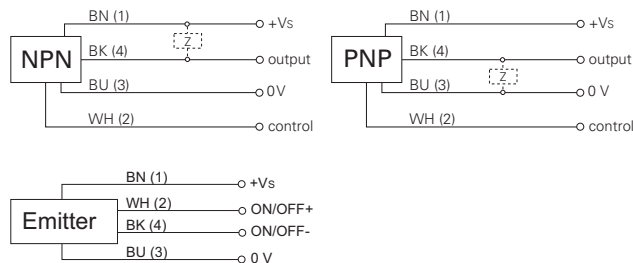 BN (1)
+Vs
NPN
Z
BK (4)
output
BU (3)
0 V
WH (2)
control
BN (1)
+Vs
PNP
BK (4)
output
Z
BU (3)
0 V
WH (2)
control
BN (1)
+Vs
Emitter
WH (2)
ON/OFF+
BK (4)
ON/OFF-
BU (3)
0 V